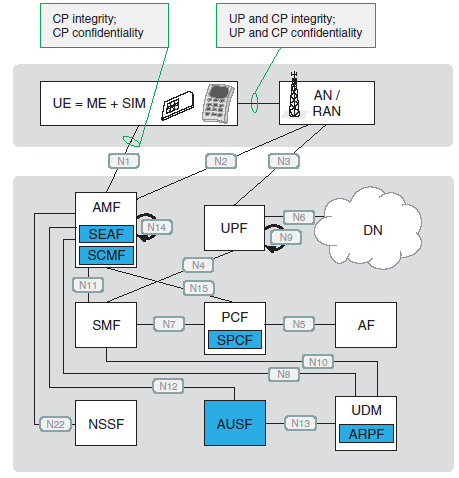 CP integrity;
CP confidentiality
UP and CP integrity;
UP and CP confidentiality
UE = ME + SIM
AN /
RAN
N1
N2
N3
AMF
SEAF
SCMF
N14
UPF
N6
N9
DN
N4
N11
N15
SMF
N7
PCF
SPCF
N5
AF
N10
N8
N12
N22
NSSF
AUSF
N13
UDM
ARPF